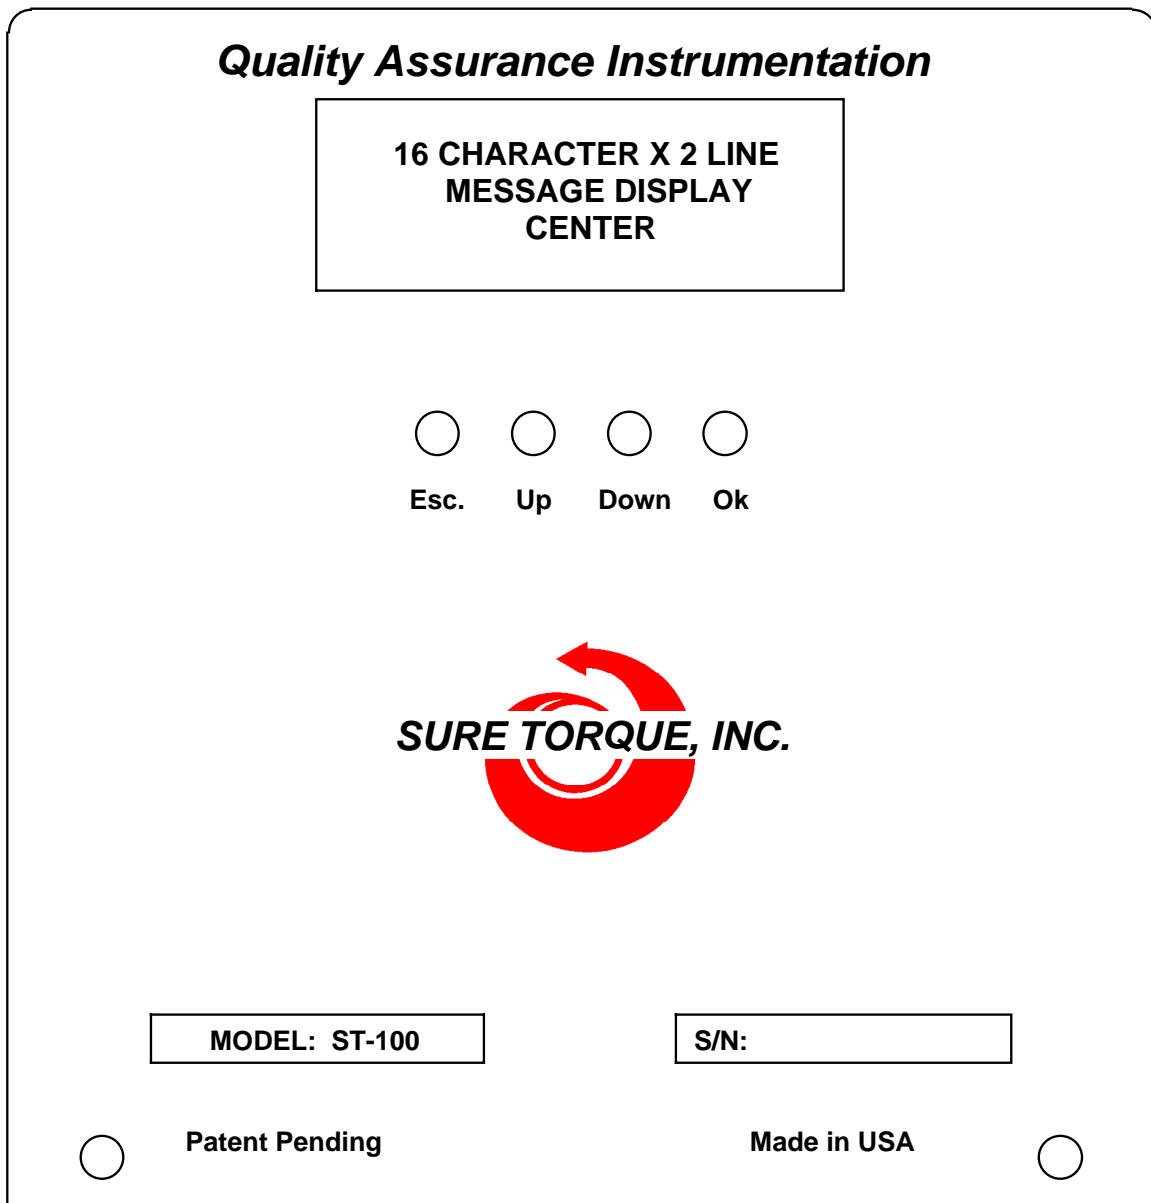 Quality Assurance Instrumentation
16 CHARACTER X 2 LINE
MESSAGE DISPLAY
CENTER
Esc. Up Down Ok
SURE TORQUE, INC.
MODEL: ST-100 S/N:
Patent Pending Made in USA